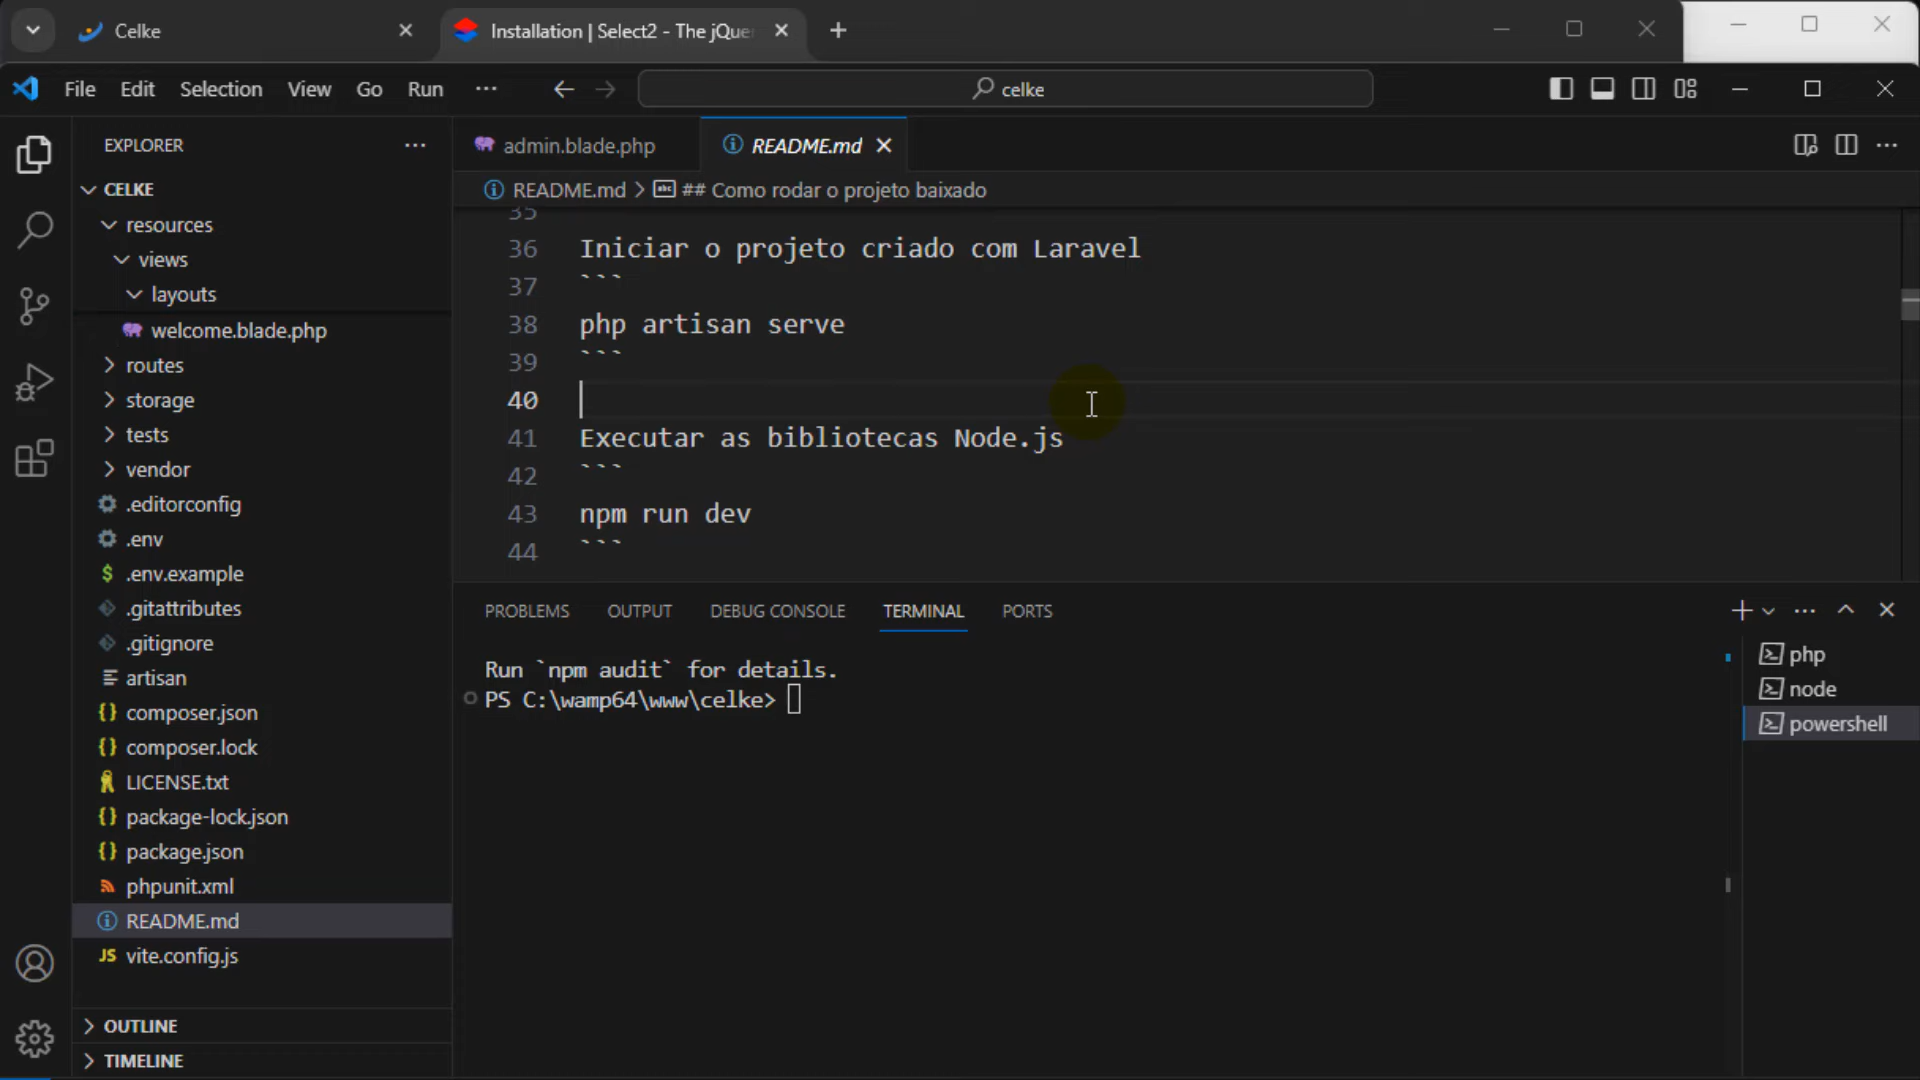 Celke
Installation | Select2 - The jQue
File Edit Selection View Go Run ···
celke
EXPLORER
CELKE
resources
views
layouts
welcome.blade.php
routes
storage
tests
vendor
.editorconfig
.env
.env.example
.gitattributes
.gitignore
artisan
composer.json
composer.lock
LICENSE.txt
package-lock.json
package.json
phpunit.xml
README.md
vite.config.js
OUTLINE
TIMELINE
admin.blade.php
README.md
README.md > ## Como rodar o projeto baixado
35
36 Iniciar o projeto criado com Laravel
37 ```
38 php artisan serve
39 ```
40
41 Executar as bibliotecas Node.js
42 ```
43 npm run dev
44 ```
PROBLEMS OUTPUT DEBUG CONSOLE TERMINAL PORTS
Run `npm audit` for details.
PS C:\wamp64\www\celke>
php
node
powershell